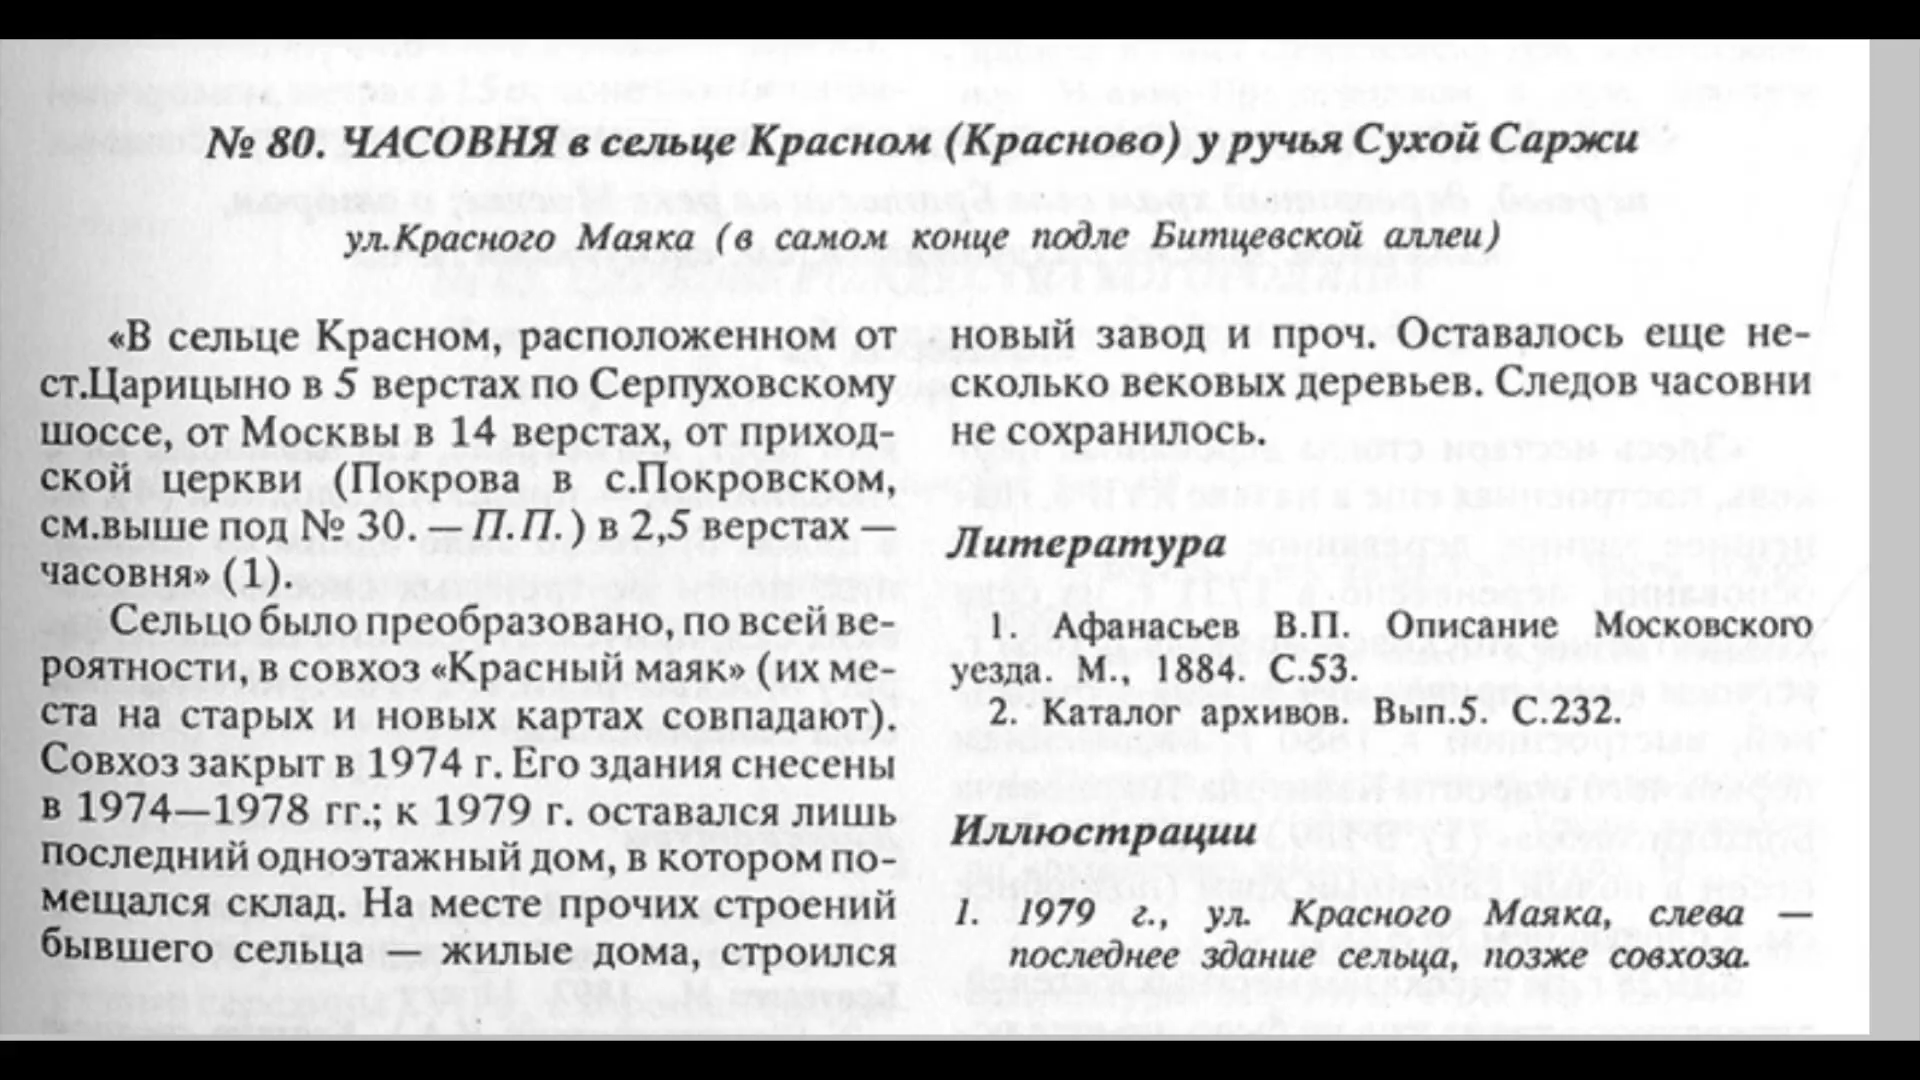 № 80. ЧАСОВНЯ в сельце Красном (Красново) у ручья Сухой Саржи
ул.Красного Маяка (в самом конце подле Битцевской аллеи)
«В сельце Красном, расположенном от
ст.Царицыно в 5 верстах по Серпуховскому
шоссе, от Москвы в 14 верстах, от приход-
ской церкви (Покрова в с.Покровском,
см.выше под № 30. — П.П.) в 2,5 верстах —
часовня» (1).
Сельцо было преобразовано, по всей ве-
роятности, в совхоз «Красный маяк» (их ме-
ста на старых и новых картах совпадают).
Совхоз закрыт в 1974 г. Его здания снесены
в 1974—1978 гг.; к 1979 г. оставался лишь
последний одноэтажный дом, в котором по-
мещался склад. На месте прочих строений
бывшего сельца — жилые дома, строился
новый завод и проч. Оставалось еще не-
сколько вековых деревьев. Следов часовни
не сохранилось.
Литература
1. Афанасьев В.П. Описание Московского
уезда. М., 1884. С.53.
2. Каталог архивов. Вып.5. С.232.
Иллюстрации
1. 1979 г., ул. Красного Маяка, слева —
последнее здание сельца, позже совхоза.